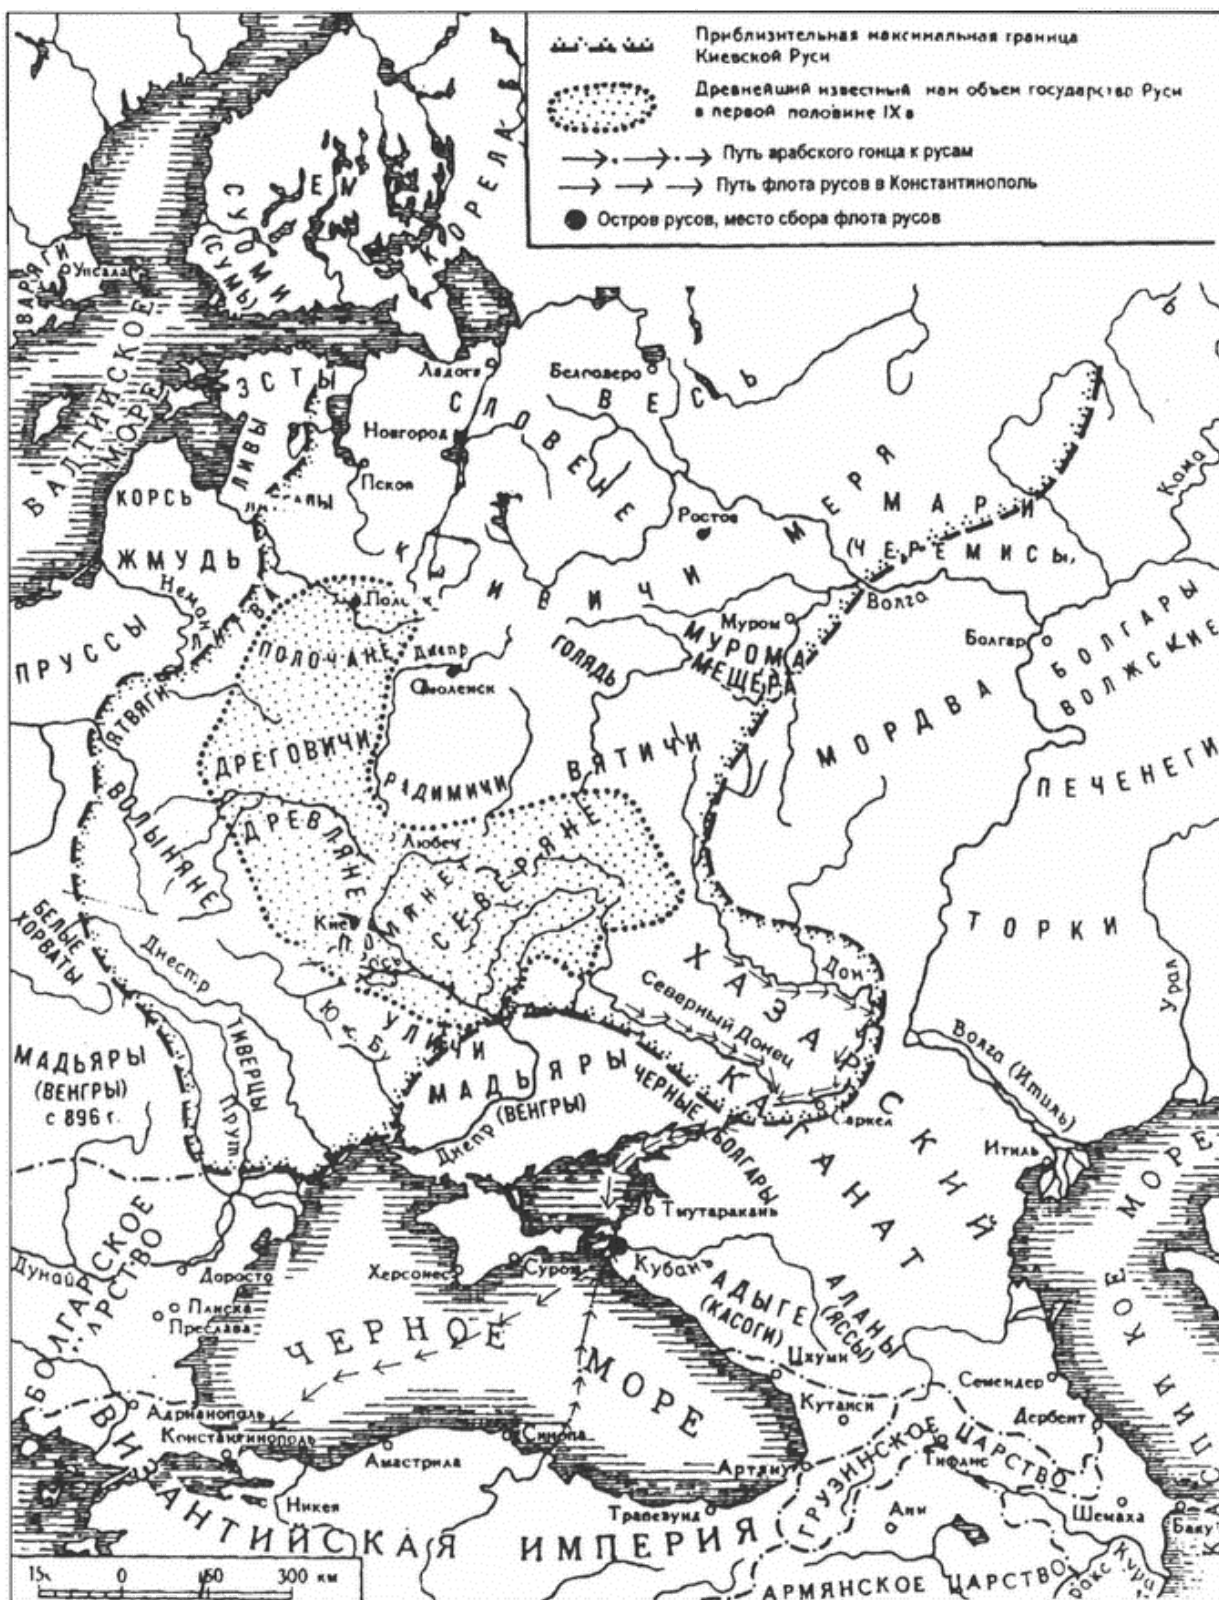 Приблизительная максимальная граница
Киевской Руси
Древнейший известный нам объем государство Руси
в первой половине IX в
Путь арабского гонца к русам
Путь флота русов в Константинополь
Остров русов, место сбора флота русов
ЕМЬ
КОРЕЛА
СУОМИ
(СУМЬ)
ВАРЯГИ
Упсала
БАЛТИЙСКОЕ
МОРЕ
ЭСТЫ
Ладога
Белоозеро
ВЕСЬ
СЛОВЕНЕ
Новгород
ЛИВЫ
Псков
КОРСЬ
Ростов
МЕРЯ
МАРИ
(ЧЕРЕМИСЫ,
Кама
ЖМУДЬ
Неман
ЛИТВА
КРИВИЧИ
Волга
Муром
МУРОМА
МЕЩЕРА
Болгар
БОЛГАРЫ
ВОЛЖСКИЕ
ПРУССЫ
ПОЛОЧАНЕ
Днепр
Смоленск
ГОЛЯДЬ
ЯТВЯГИ
МОРДВА
ДРЕГОВИЧИ
РАДИМИЧИ
ВЯТИЧИ
ПЕЧЕНЕГИ
ВОЛЫНЯНЕ
ДРЕВЛЯНЕ
Любеч
СЕВЕРЯНЕ
БЕЛЫЕ
ХОРВАТЫ
Киев
ТОРКИ
Днестр
Дон
ХАЗАРСКИЙ
КАГАНАТ
Северный Донец
Урал
УЛИЧИ
ТИВЕРЦЫ
Прут
МАДЬЯРЫ
(ВЕНГРЫ)
с 896 г.
МАДЬЯРЫ
(ВЕНГРЫ)
Днепр
ЧЕРНЫЕ
БОЛГАРЫ
Саркел
Волга (Итиль)
Итиль
Тмутаракань
Дунай
Доросто
Плиска
Преслава
БОЛГАРСКОЕ
ЦАРСТВО
Херсонес
Сурож
Кубань
АДЫГЕ
(КАСОГИ)
АЛАНЫ
(ЯССЫ)
ЧЕРНОЕ
МОРЕ
Цхуми
Семендер
Кутаиси
Дербент
Адрианополь
Константинополь
Амастрида
Синопа
Никея
Трапезунд
ГРУЗИНСКОЕ ЦАРСТВО
Тифлис
Ани
Шемаха
Баку
КАСПИЙСКОЕ
МОРЕ
ВИЗАНТИЙСКАЯ ИМПЕРИЯ
АРМЯНСКОЕ ЦАРСТВО
Кура
0 150 300 км